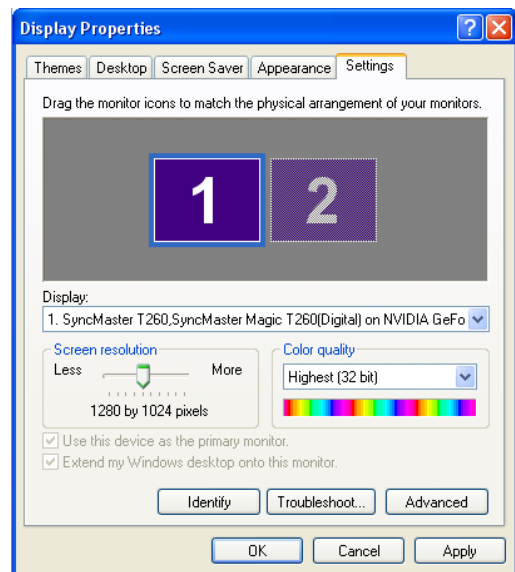 Display Properties
Themes Desktop Screen Saver Appearance Settings
Drag the monitor icons to match the physical arrangement of your monitors.
1 2
Display:
1. SyncMaster T260,SyncMaster Magic T260(Digital) on NVIDIA GeFo
Screen resolution
Less More
1280 by 1024 pixels
Color quality
Highest (32 bit)
Use this device as the primary monitor.
Extend my Windows desktop onto this monitor.
Identify Troubleshoot... Advanced
OK Cancel Apply